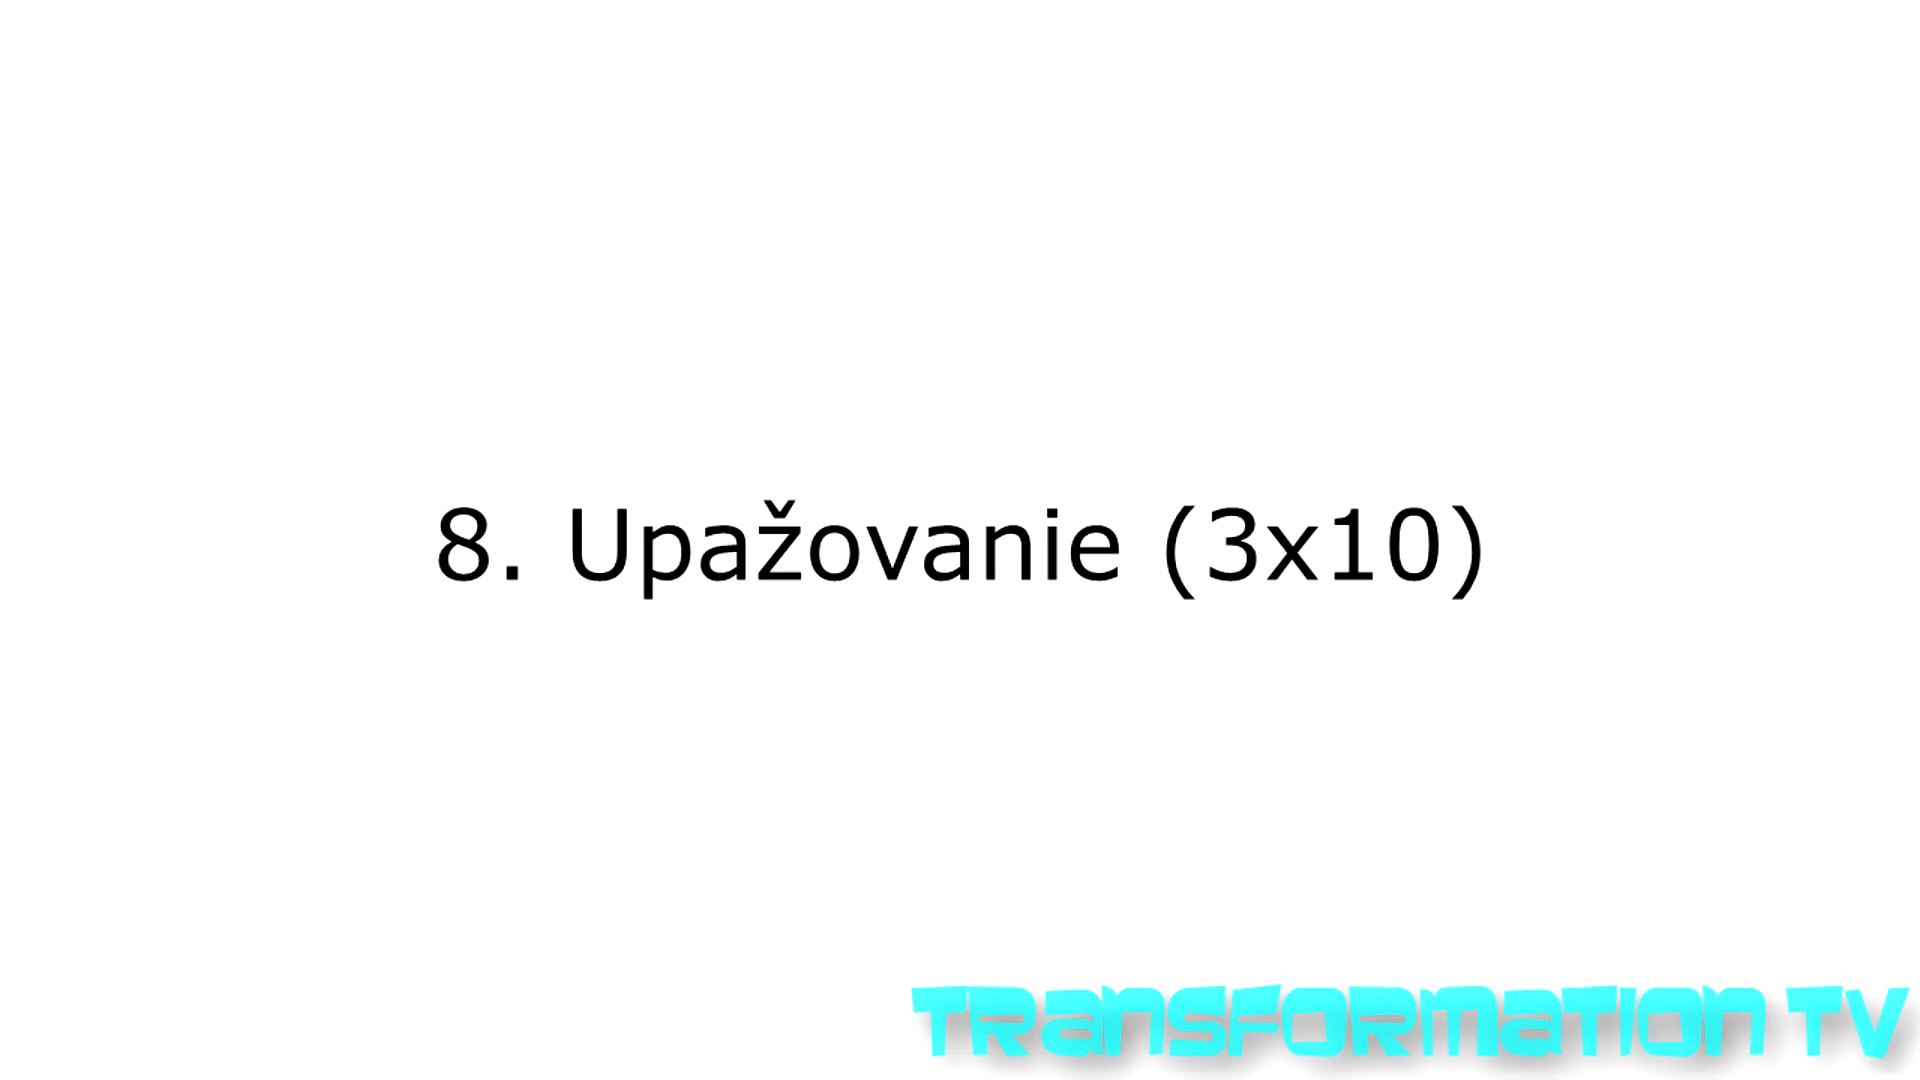 8. Upažovanie (3x10)
TRANSFORMATION TV